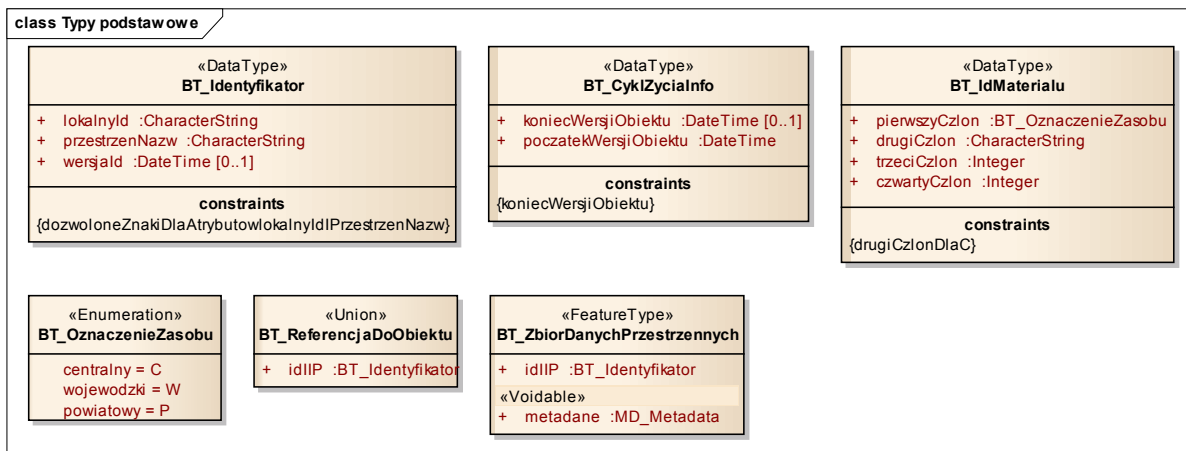 class Typy podstawowe
«DataType»
BT_Identyfikator
+ lokalnyId :CharacterString
+ przestrzenNazw :CharacterString
+ wersjaId :DateTime [0..1]
constraints
{dozwoloneZnakiDlaAtrybutowlokalnyIdIPrzestrzenNazw}
«DataType»
BT_CyklZyciaInfo
+ koniecWersjiObiektu :DateTime [0..1]
+ poczatekWersjiObiektu :DateTime
constraints
{koniecWersjiObiektu}
«DataType»
BT_IdMaterialu
+ pierwszyCzlon :BT_OznaczenieZasobu
+ drugiCzlon :CharacterString
+ trzeciCzlon :Integer
+ czwartyCzlon :Integer
constraints
{drugiCzlonDlaC}
«Enumeration»
BT_OznaczenieZasobu
centralny = C
wojewodzki = W
powiatowy = P
«Union»
BT_ReferencjaDoObiektu
+ idIIP :BT_Identyfikator
«FeatureType»
BT_ZbiorDanychPrzestrzennych
+ idIIP :BT_Identyfikator
«Voidable»
+ metadane :MD_Metadata